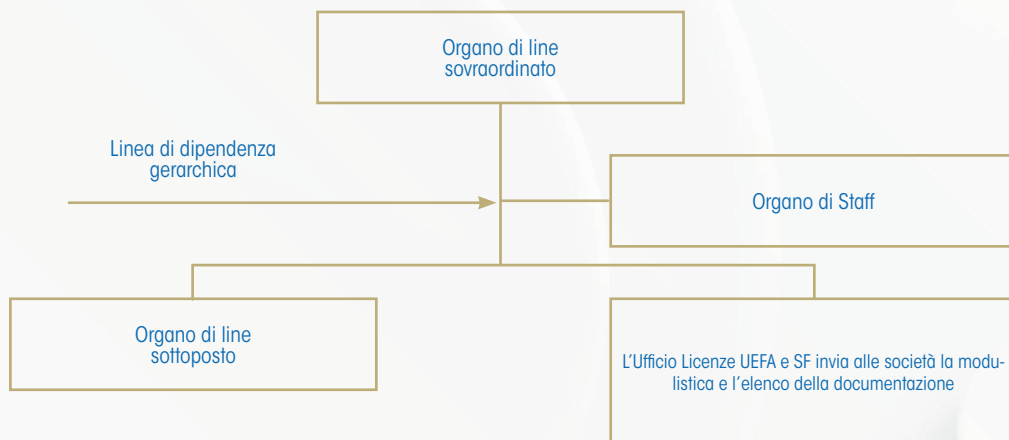 Organo di line
sovraordinato
Linea di dipendenza
gerarchica
Organo di Staff
Organo di line
sottoposto
L'Ufficio Licenze UEFA e SF invia alle società la modu-
listica e l'elenco della documentazione